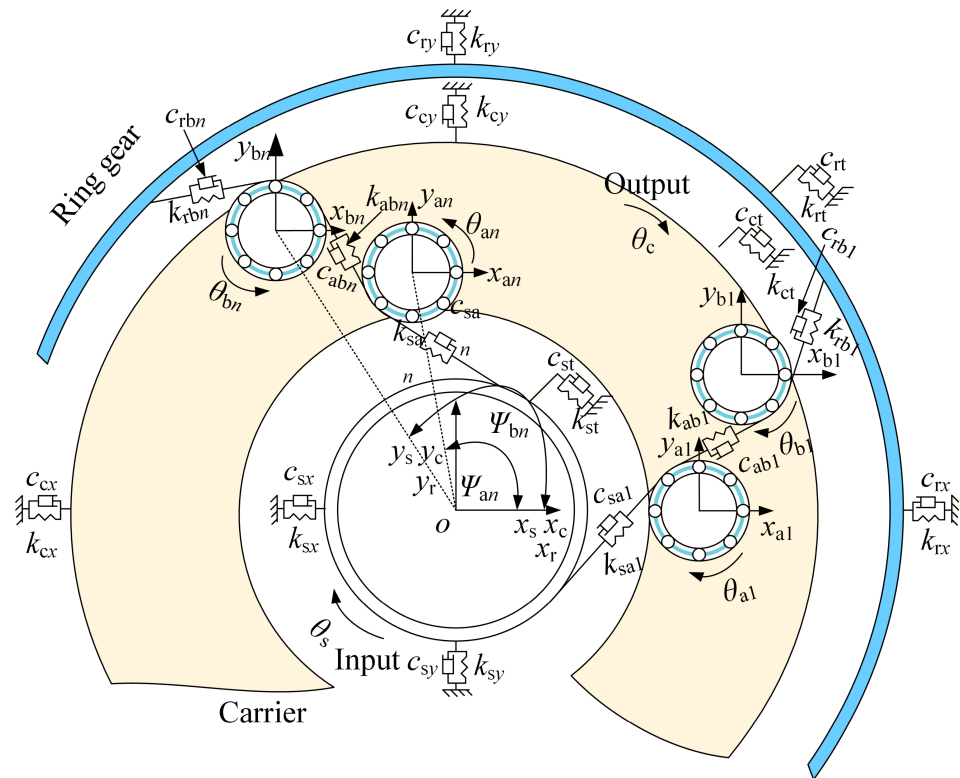 c_ry k_ry
c_cy k_cy
c_rbn
Ring gear
k_rbn
y_bn
x_bn
k_abn
c_abn
θ_bn
y_an
θ_an
x_an
c_sa
k_sa
n
n
Output
θ_c
c_rt
k_rt
c_ct
k_ct
c_rb1
k_rb1
y_b1
x_b1
θ_b1
k_ab1
c_ab1
y_a1
x_a1
θ_a1
c_st
k_st
Ψ_bn
y_s y_c
y_r
Ψ_an
o
x_s x_c
x_r
c_sa1
k_sa1
c_cx
k_cx
c_sx
k_sx
c_rx
k_rx
θ_s
Input
c_sy k_sy
Carrier